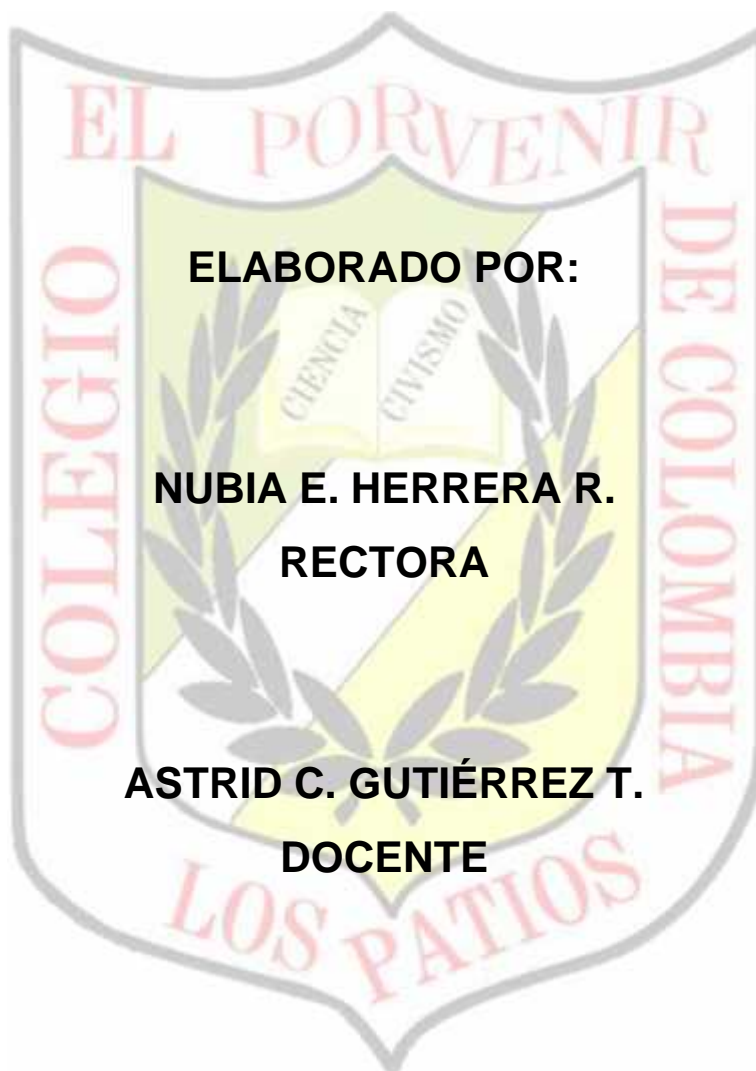 EL PORVENIR
COLEGIO
DE COLOMBIA
ELABORADO POR:
CIENCIA
CIVISMO
NUBIA E. HERRERA R.
RECTORA
ASTRID C. GUTIÉRREZ T.
DOCENTE
LOS PATIOS